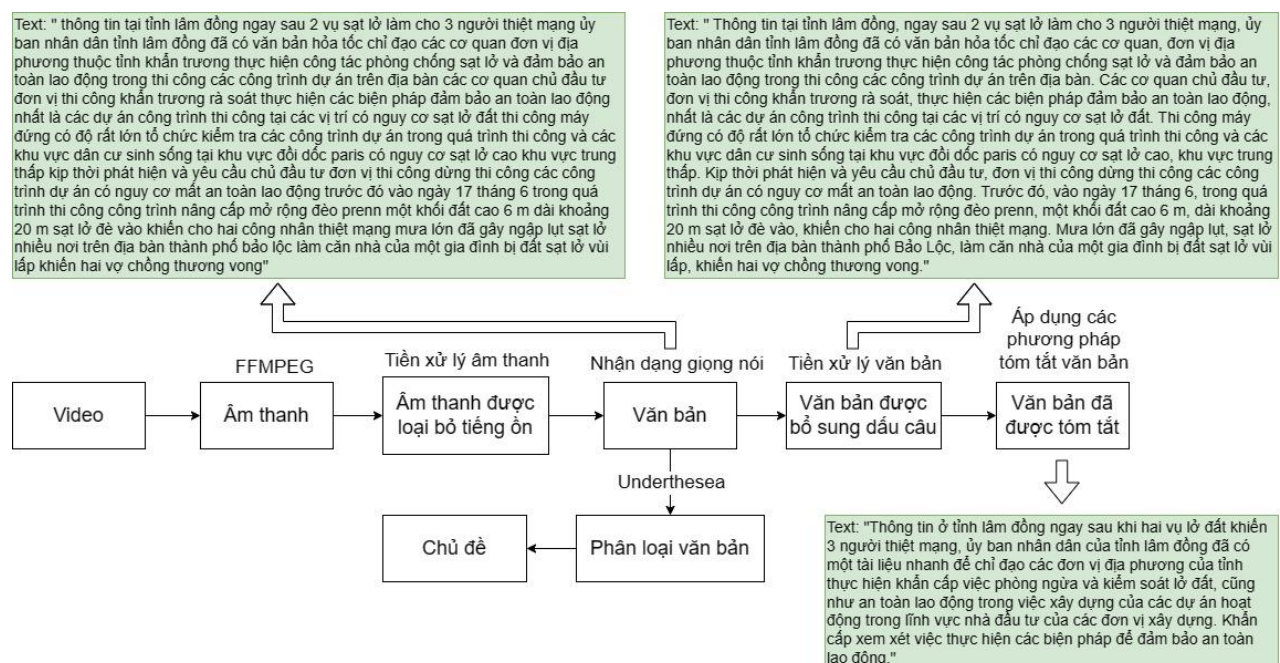 Text: " thông tin tại tỉnh lâm đồng ngay sau 2 vụ sạt lở làm cho 3 người thiệt mạng ủy
ban nhân dân tỉnh lâm đồng đã có văn bản hỏa tốc chỉ đạo các cơ quan đơn vị địa
phương thuộc tỉnh khẩn trương thực hiện công tác phòng chống sạt lở và đảm bảo an
toàn lao động trong thi công các công trình dự án trên địa bàn các cơ quan chủ đầu tư
đơn vị thi công khẩn trương rà soát thực hiện các biện pháp đảm bảo an toàn lao động
nhất là các dự án công trình thi công tại các vị trí có nguy cơ sạt lở đất thi công máy
đứng có độ rất lớn tổ chức kiểm tra các công trình dự án trong quá trình thi công và các
khu vực dân cư sinh sống tại khu vực đồi dốc paris có nguy cơ sạt lở cao khu vực trung
thấp kịp thời phát hiện và yêu cầu chủ đầu tư đơn vị thi công dừng thi công các công
trình dự án có nguy cơ mất an toàn lao động trước đó vào ngày 17 tháng 6 trong quá
trình thi công công trình nâng cấp mở rộng đèo prenn một khối đất cao 6 m dài khoảng
20 m sạt lở đè vào khiến cho hai công nhân thiệt mạng mưa lớn đã gây ngập lụt sạt lở
nhiều nơi trên địa bàn thành phố bảo lộc làm căn nhà của một gia đình bị đất sạt lở vùi
lấp khiến hai vợ chồng thương vong"
Text: " Thông tin tại tỉnh lâm đồng, ngay sau 2 vụ sạt lở làm cho 3 người thiệt mạng, ủy
ban nhân dân tỉnh lâm đồng đã có văn bản hỏa tốc chỉ đạo các cơ quan, đơn vị địa
phương thuộc tỉnh khẩn trương thực hiện công tác phòng chống sạt lở và đảm bảo an
toàn lao động trong thi công các công trình dự án trên địa bàn. Các cơ quan chủ đầu tư,
đơn vị thi công khẩn trương rà soát, thực hiện các biện pháp đảm bảo an toàn lao động,
nhất là các dự án công trình thi công tại các vị trí có nguy cơ sạt lở đất. Thi công máy
đứng có độ rất lớn tổ chức kiểm tra các công trình dự án trong quá trình thi công và các
khu vực dân cư sinh sống tại khu vực đồi dốc paris có nguy cơ sạt lở cao, khu vực trung
thấp. Kịp thời phát hiện và yêu cầu chủ đầu tư, đơn vị thi công dừng thi công các công
trình dự án có nguy cơ mất an toàn lao động. Trước đó, vào ngày 17 tháng 6, trong quá
trình thi công công trình nâng cấp mở rộng đèo prenn, một khối đất cao 6 m, dài khoảng
20 m sạt lở đè vào, khiến cho hai công nhân thiệt mạng. Mưa lớn đã gây ngập lụt, sạt lở
nhiều nơi trên địa bàn thành phố Bảo Lộc, làm căn nhà của một gia đình bị đất sạt lở vùi
lấp, khiến hai vợ chồng thương vong."
FFMPEG
Tiền xử lý âm thanh
Nhận dạng giọng nói
Tiền xử lý văn bản
Áp dụng các
phương pháp
tóm tắt văn bản
Video
Âm thanh
Âm thanh được
loại bỏ tiếng ồn
Văn bản
Văn bản được
bổ sung dấu câu
Văn bản đã
được tóm tắt
Underthesea
Chủ đề
Phân loại văn bản
Text: "Thông tin ở tỉnh lâm đồng ngay sau khi hai vụ lở đất khiến
3 người thiệt mạng, ủy ban nhân dân của tỉnh lâm đồng đã có
một tài liệu nhanh để chỉ đạo các đơn vị địa phương của tỉnh
thực hiện khẩn cấp việc phòng ngừa và kiểm soát lở đất, cũng
như an toàn lao động trong việc xây dựng của các dự án hoạt
động trong lĩnh vực nhà đầu tư của các đơn vị xây dựng. Khẩn
cấp xem xét việc thực hiện các biện pháp để đảm bảo an toàn
lao động."